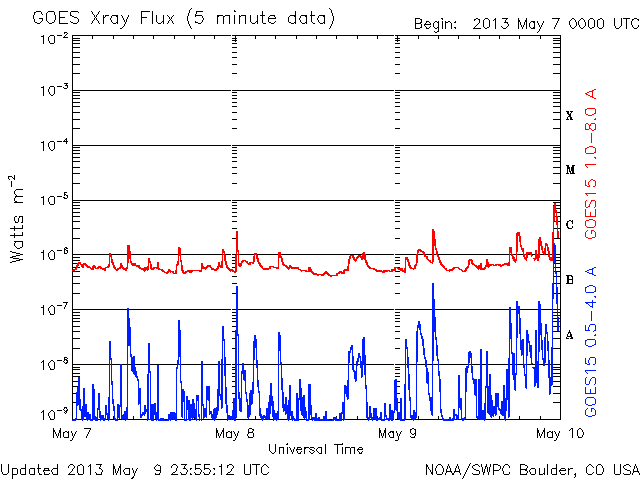 GOES Xray Flux (5 minute data)
Begin: 2013 May 7 0000 UTC
10⁻²
10⁻³
10⁻⁴
10⁻⁵
10⁻⁶
10⁻⁷
10⁻⁸
10⁻⁹
Watts m⁻²
X
M
C
B
A
GOES15 1.0-8.0 A
GOES15 0.5-4.0 A
May 7
May 8
May 9
May 10
Universal Time
Updated 2013 May 9 23:55:12 UTC
NOAA/SWPC Boulder, CO USA